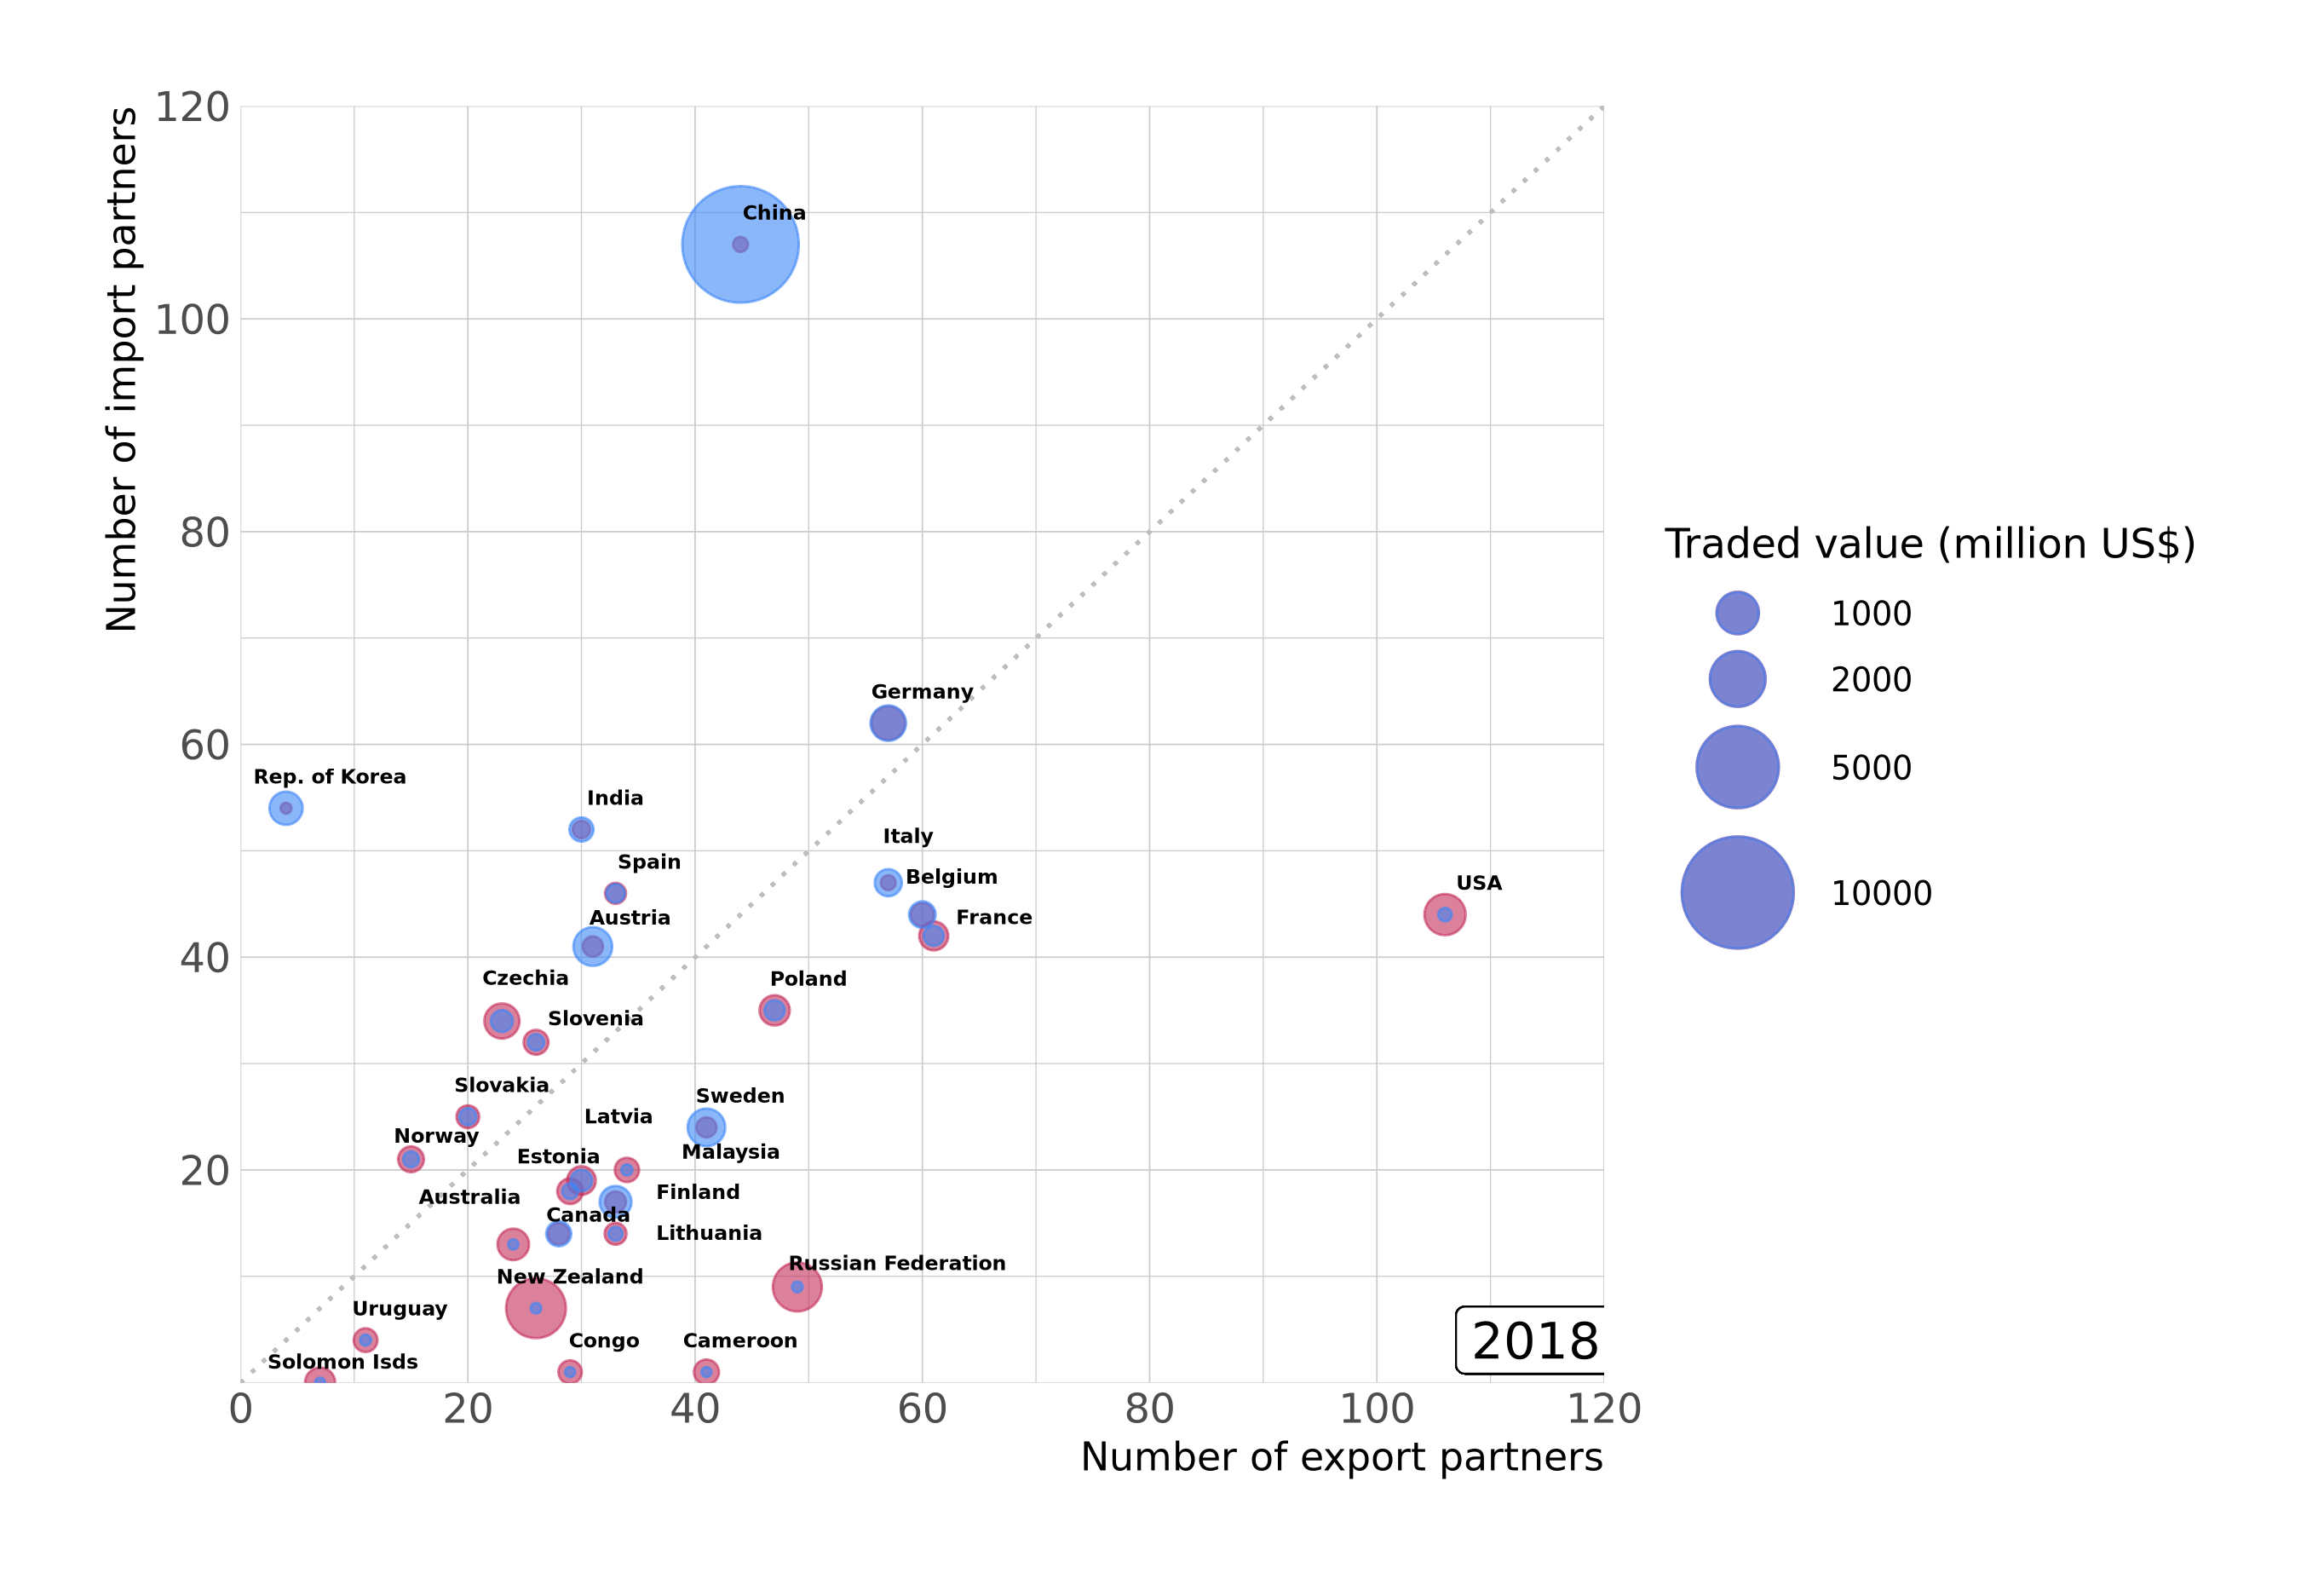 Number of import partners
120
100
80
60
40
20
China
Germany
Rep. of Korea
India
Italy
Spain
Belgium
USA
Austria
France
Czechia
Poland
Slovenia
Slovakia
Sweden
Latvia
Norway
Malaysia
Estonia
Finland
Australia
Canada
Lithuania
Russian Federation
New Zealand
Uruguay
Congo
Cameroon
Solomon Isds
2018
0 20 40 60 80 100 120
Number of export partners
Traded value (million US$)
1000
2000
5000
10000